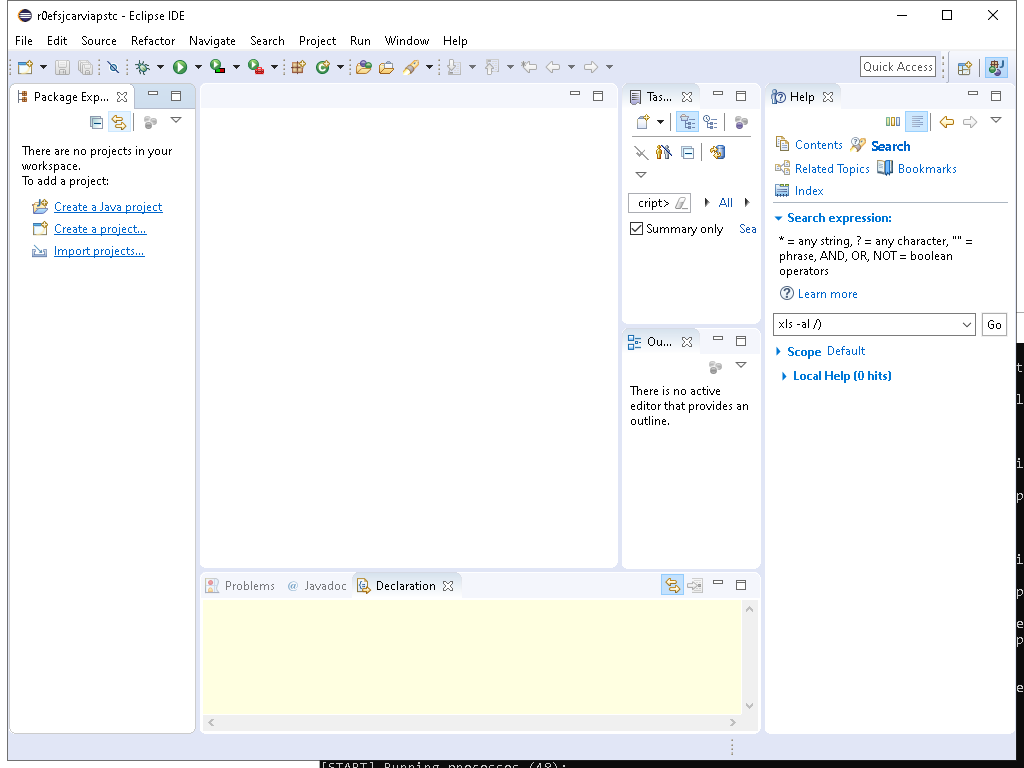 r0efsjcarviapstc - Eclipse IDE
File Edit Source Refactor Navigate Search Project Run Window Help
Quick Access
Package Exp...
There are no projects in your
workspace.
To add a project:
Create a Java project
Create a project...
Import projects...
Tas...
cript> All
Summary only Sea
Ou...
There is no active
editor that provides an
outline.
Help
Contents Search
Related Topics Bookmarks
Index
Search expression:
* = any string, ? = any character, "" =
phrase, AND, OR, NOT = boolean
operators
Learn more
xls -al /) Go
Scope Default
Local Help (0 hits)
Problems @ Javadoc Declaration
[START] Running processes (48):